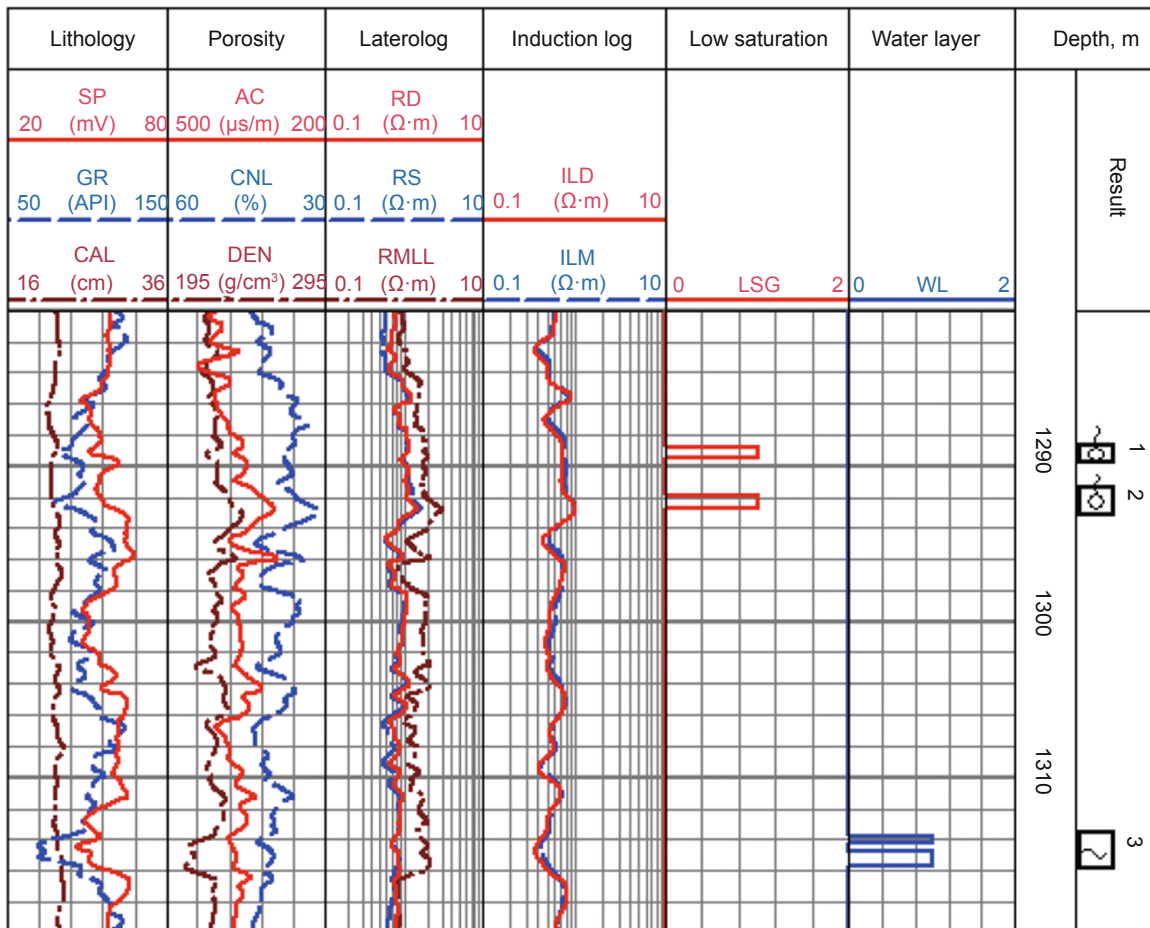 Lithology Porosity Laterolog Induction log Low saturation Water layer Depth, m
SP AC RD
20 (mV) 80 500 (μs/m) 200 0.1 (Ω·m) 10
GR CNL RS ILD
50 (API) 150 60 (%) 30 0.1 (Ω·m) 10 0.1 (Ω·m) 10
CAL DEN RMLL ILM
16 (cm) 36 195 (g/cm³) 295 0.1 (Ω·m) 10 0.1 (Ω·m) 10 0 LSG 2 0 WL 2
Result
1290 1
2
1300
1310
3